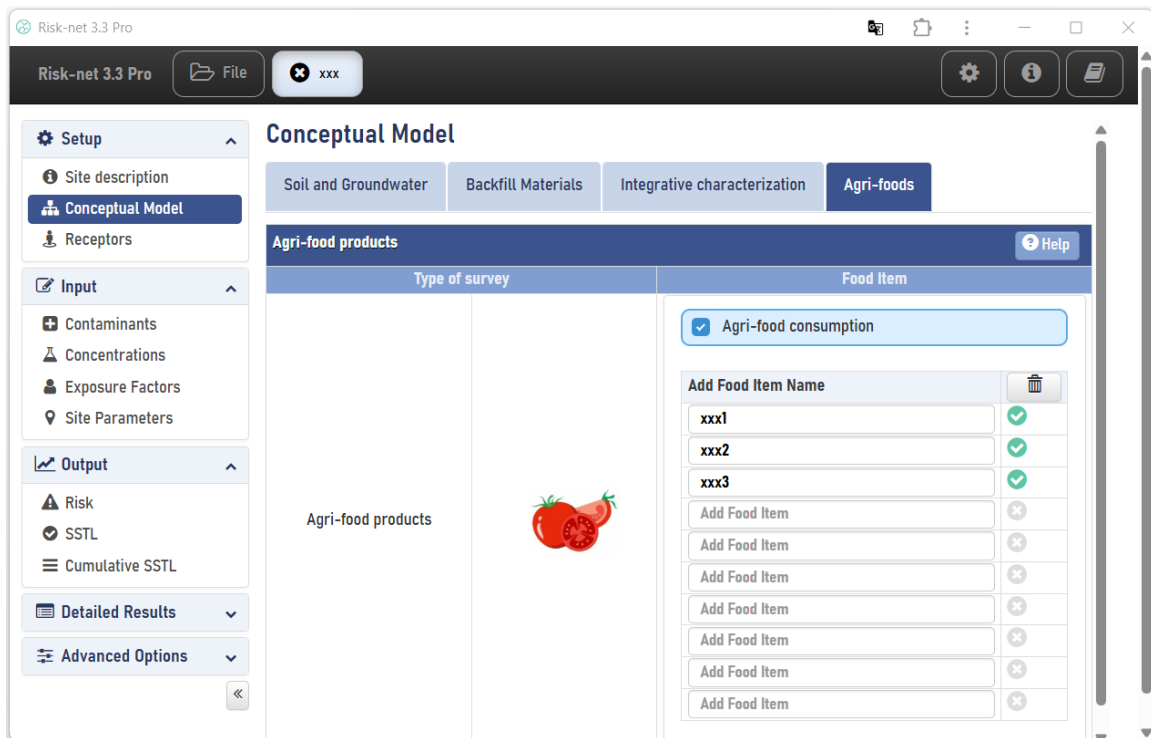 Risk-net 3.3 Pro
Risk-net 3.3 Pro
File
xxx
Setup
Site description
Conceptual Model
Receptors
Input
Contaminants
Concentrations
Exposure Factors
Site Parameters
Output
Risk
SSTL
Cumulative SSTL
Detailed Results
Advanced Options
«
Conceptual Model
Soil and Groundwater
Backfill Materials
Integrative characterization
Agri-foods
Agri-food products
Help
Type of survey
Food Item
Agri-food products
Agri-food consumption
Add Food Item Name
xxx1
xxx2
xxx3
Add Food Item
Add Food Item
Add Food Item
Add Food Item
Add Food Item
Add Food Item
Add Food Item